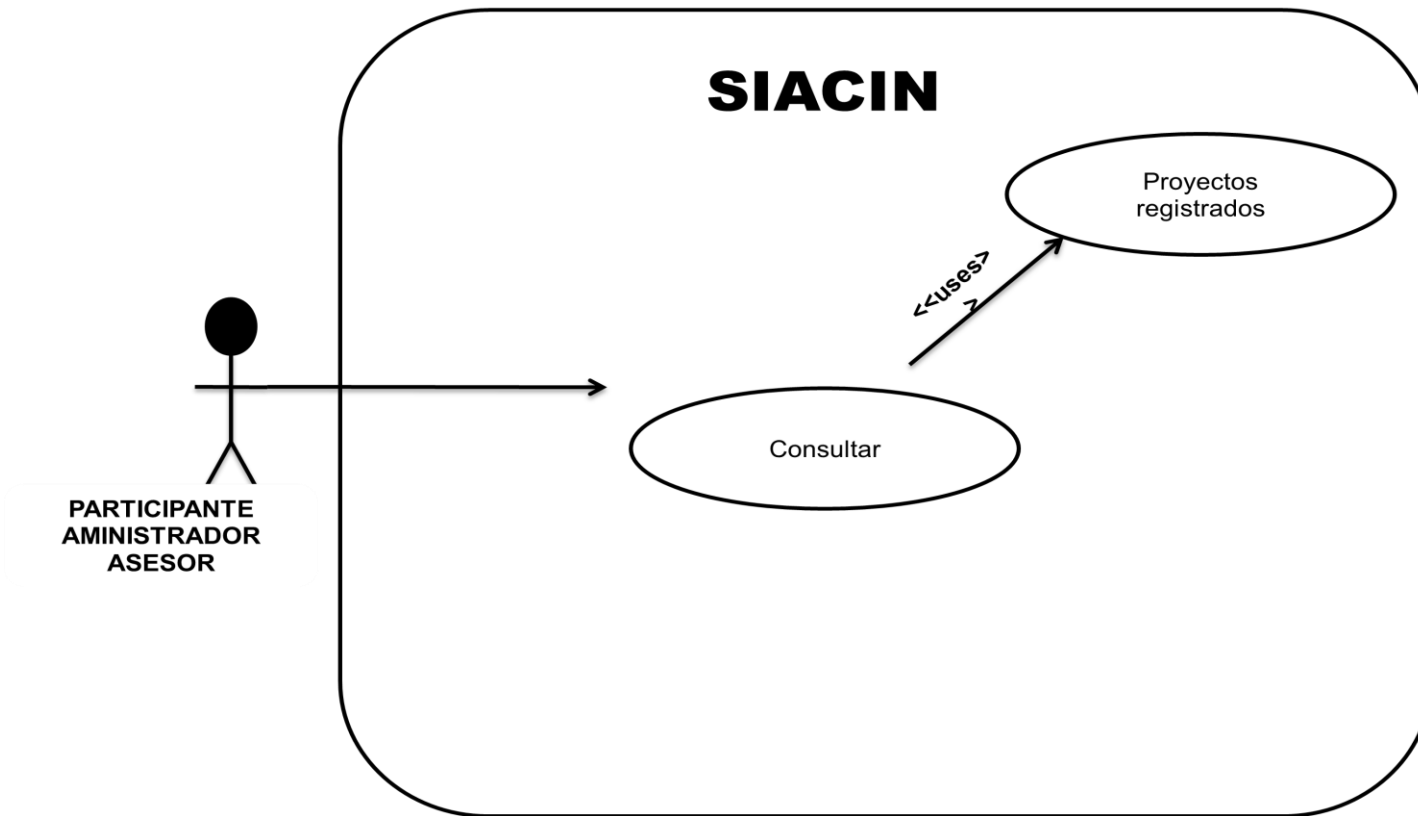 SIACIN
Proyectos
registrados
<<uses>
>
Consultar
PARTICIPANTE
AMINISTRADOR
ASESOR